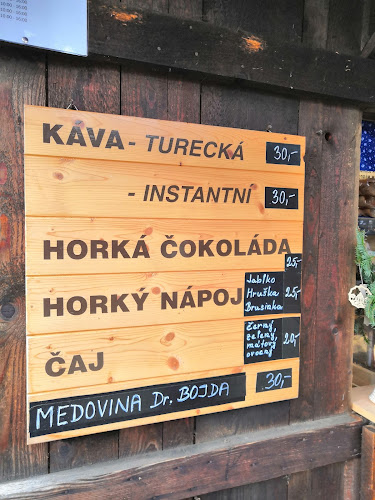 KÁVA - TURECKÁ 30,-
- INSTANTNÍ 30,-
HORKÁ ČOKOLÁDA 25,-
HORKÝ NÁPOJ Jablko Hruška Brusinka 25,-
ČAJ Černý, zelený, mátový ovocný 20,-
MEDOVINA Dr. BOJDA 30,-